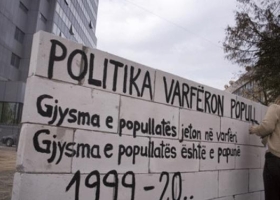 POLITIKA VARFËRON POPULL
Gjysma e popullatës jeton në varfëri
Gjysma e popullatës është e papunë
1999-20..